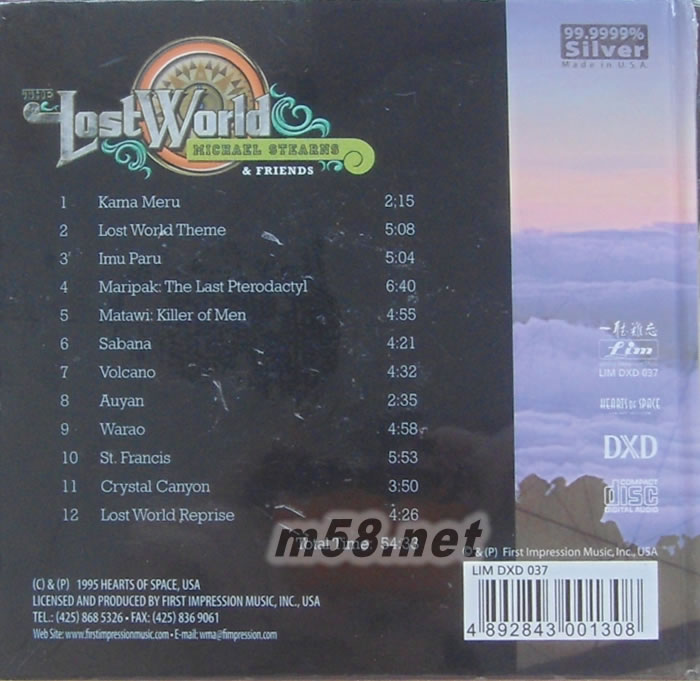 99.9999%
Silver
Made in U.S.A.
THE
Lost World
MICHAEL STEARNS
& FRIENDS
1 Kama Meru 2;15
2 Lost World Theme 5:08
3 Imu Paru 5:04
4 Maripak: The Last Pterodactyl 6:40
5 Matawi: Killer of Men 4:55
6 Sabana 4:21
7 Volcano 4:32
8 Auyan 2:35
9 Warao 4:58
10 St. Francis 5:53
11 Crystal Canyon 3:50
12 Lost World Reprise 4:26
Total Time: 54:38
m58.net
一聽難忘
fim
LIM DXD 037
HEARTS OF SPACE
DXD
COMPACT
disc
DIGITAL AUDIO
(C) & (P) 1995 HEARTS OF SPACE, USA
LICENSED AND PRODUCED BY FIRST IMPRESSION MUSIC, INC., USA
TEL.: (425) 868 5326 • FAX: (425) 836 9061
Web Site: www.firstimpressionmusic.com • E-mail: wma@fimpression.com
& (P) First Impression Music, Inc., USA
LIM DXD 037
4 892843 001308